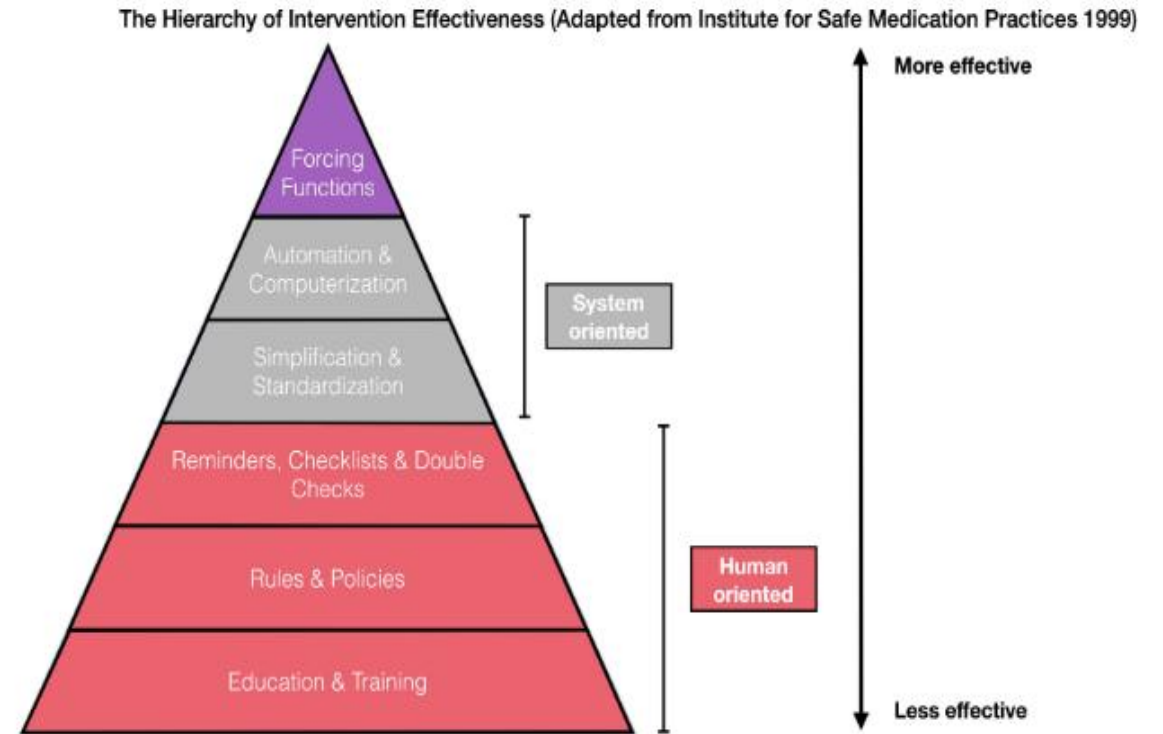 The Hierarchy of Intervention Effectiveness (Adapted from Institute for Safe Medication Practices 1999)
More effective
Forcing
Functions
Automation &
Computerization
System
oriented
Simplification &
Standardization
Reminders, Checklists & Double
Checks
Rules & Policies
Human
oriented
Education & Training
Less effective